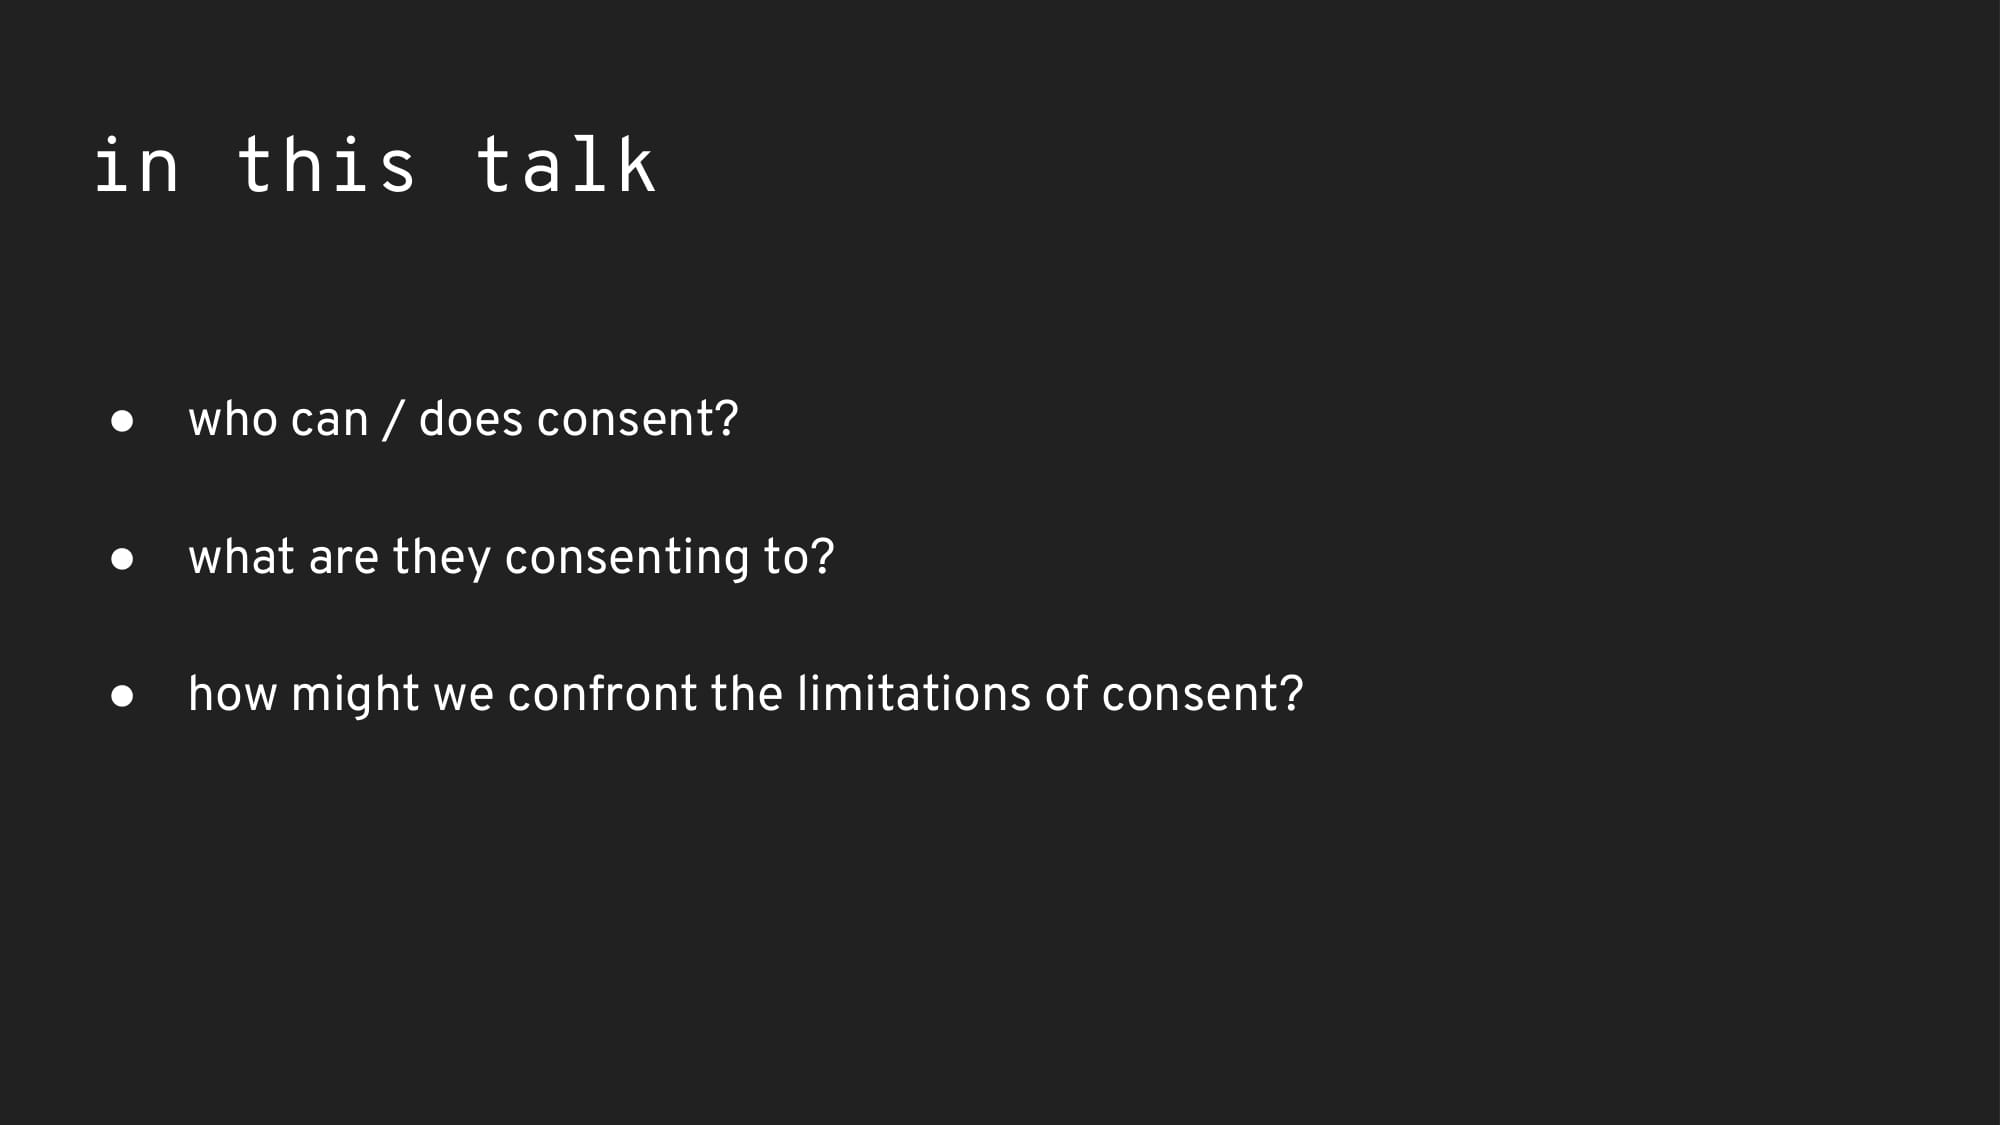 in this talk
● who can / does consent?
● what are they consenting to?
● how might we confront the limitations of consent?